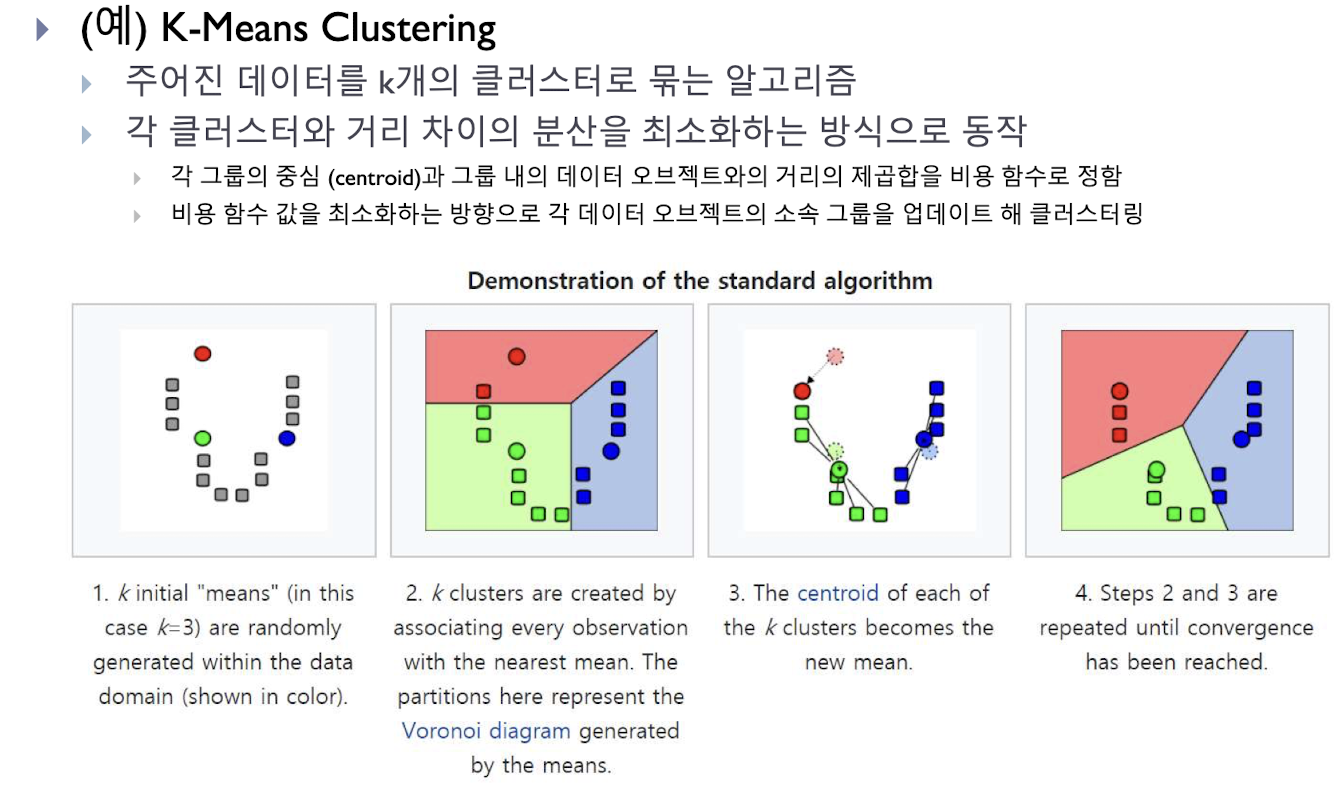 (예) K-Means Clustering
주어진 데이터를 k개의 클러스터로 묶는 알고리즘
각 클러스터와 거리 차이의 분산을 최소화하는 방식으로 동작
각 그룹의 중심 (centroid)과 그룹 내의 데이터 오브젝트와의 거리의 제곱합을 비용 함수로 정함
비용 함수 값을 최소화하는 방향으로 각 데이터 오브젝트의 소속 그룹을 업데이트 해 클러스터링
Demonstration of the standard algorithm
1. k initial "means" (in this
case k=3) are randomly
generated within the data
domain (shown in color).
2. k clusters are created by
associating every observation
with the nearest mean. The
partitions here represent the
Voronoi diagram generated
by the means.
3. The centroid of each of
the k clusters becomes the
new mean.
4. Steps 2 and 3 are
repeated until convergence
has been reached.